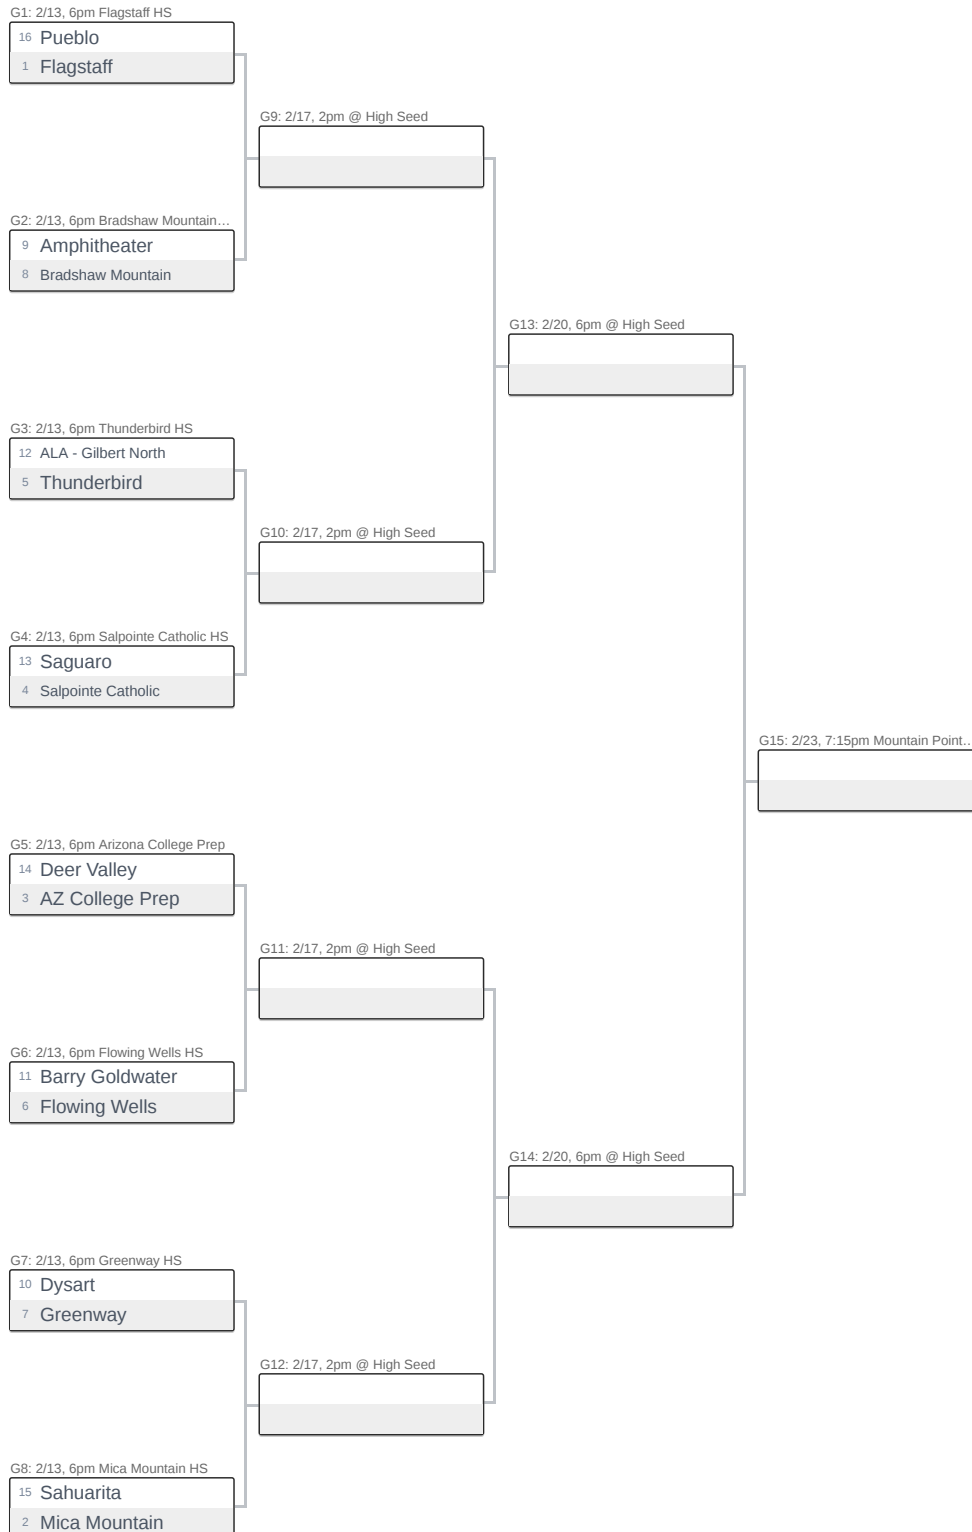 G1: 2/13, 6pm Flagstaff HS
16 Pueblo
1 Flagstaff
G9: 2/17, 2pm @ High Seed
G2: 2/13, 6pm Bradshaw Mountain...
9 Amphitheater
8 Bradshaw Mountain
G13: 2/20, 6pm @ High Seed
G3: 2/13, 6pm Thunderbird HS
12 ALA - Gilbert North
5 Thunderbird
G10: 2/17, 2pm @ High Seed
G4: 2/13, 6pm Salpointe Catholic HS
13 Saguaro
4 Salpointe Catholic
G15: 2/23, 7:15pm Mountain Point...
G5: 2/13, 6pm Arizona College Prep
14 Deer Valley
3 AZ College Prep
G11: 2/17, 2pm @ High Seed
G6: 2/13, 6pm Flowing Wells HS
11 Barry Goldwater
6 Flowing Wells
G14: 2/20, 6pm @ High Seed
G7: 2/13, 6pm Greenway HS
10 Dysart
7 Greenway
G12: 2/17, 2pm @ High Seed
G8: 2/13, 6pm Mica Mountain HS
15 Sahuarita
2 Mica Mountain